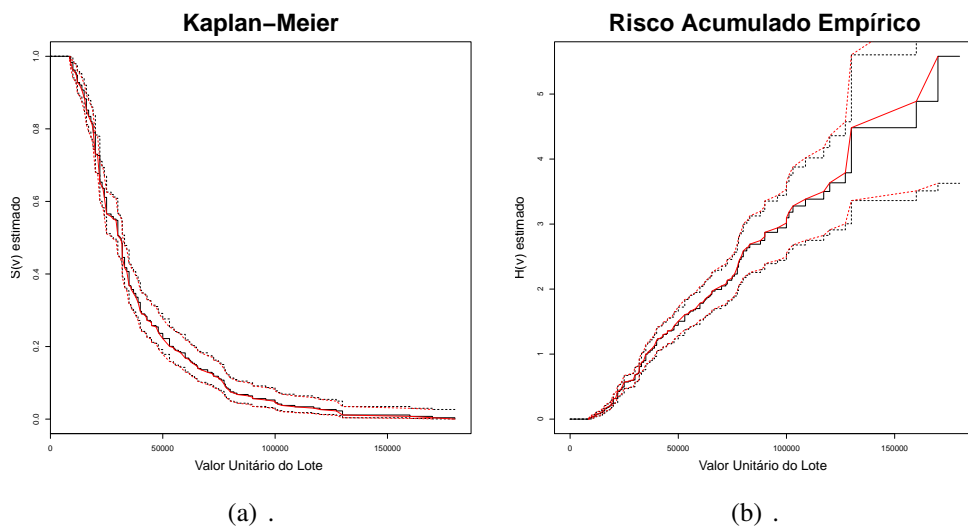 Kaplan−Meier
S(v) estimado
1.0
0.8
0.6
0.4
0.2
0.0
0
50000
100000
150000
Valor Unitário do Lote
(a) .
Risco Acumulado Empírico
H(v) estimado
5
4
3
2
1
0
0
50000
100000
150000
Valor Unitário do Lote
(b) .